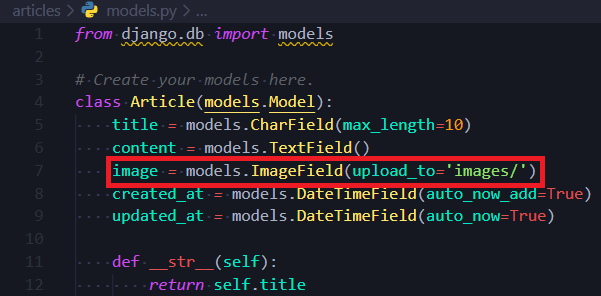 articles > models.py > ...
1 from django.db import models
2
3 # Create your models here.
4 class Article(models.Model):
5     title = models.CharField(max_length=10)
6     content = models.TextField()
7     image = models.ImageField(upload_to='images/')
8     created_at = models.DateTimeField(auto_now_add=True)
9     updated_at = models.DateTimeField(auto_now=True)
10
11     def __str__(self):
12         return self.title